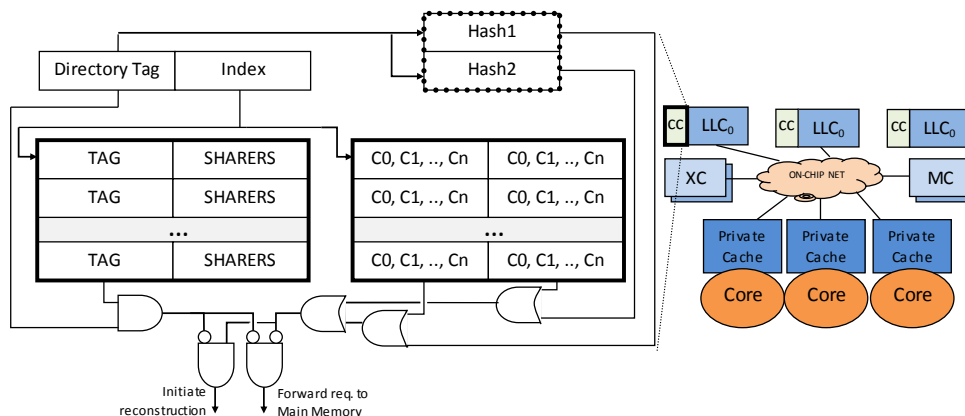 Hash1
Hash2
Directory Tag
Index
TAG
SHARERS
TAG
SHARERS
...
TAG
SHARERS
C0, C1, .., Cn
C0, C1, .., Cn
C0, C1, .., Cn
C0, C1, .., Cn
...
C0, C1, .., Cn
C0, C1, .., Cn
Initiate
reconstruction
Forward req. to
Main Memory
CC
LLC0
CC
LLC0
CC
LLC0
XC
ON-CHIP NET
MC
Private
Cache
Private
Cache
Private
Cache
Core
Core
Core